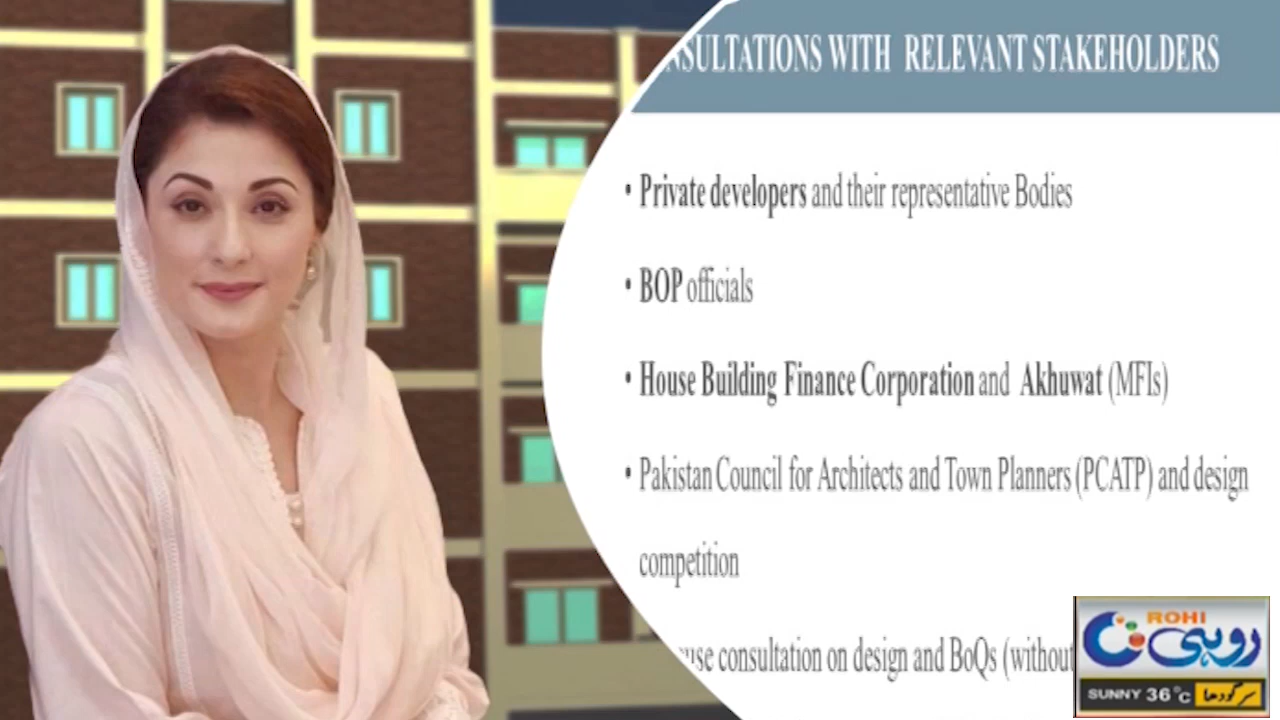 NSULTATIONS WITH RELEVANT STAKEHOLDERS
• Private developers and their representative Bodies
• BOP officials
• House Building Finance Corporation and Akhuwat (MFIs)
• Pakistan Council for Architects and Town Planners (PCATP) and design
competition
use consultation on design and BoQs (without
ROHI
روہی
SUNNY 36°C سرگودھا